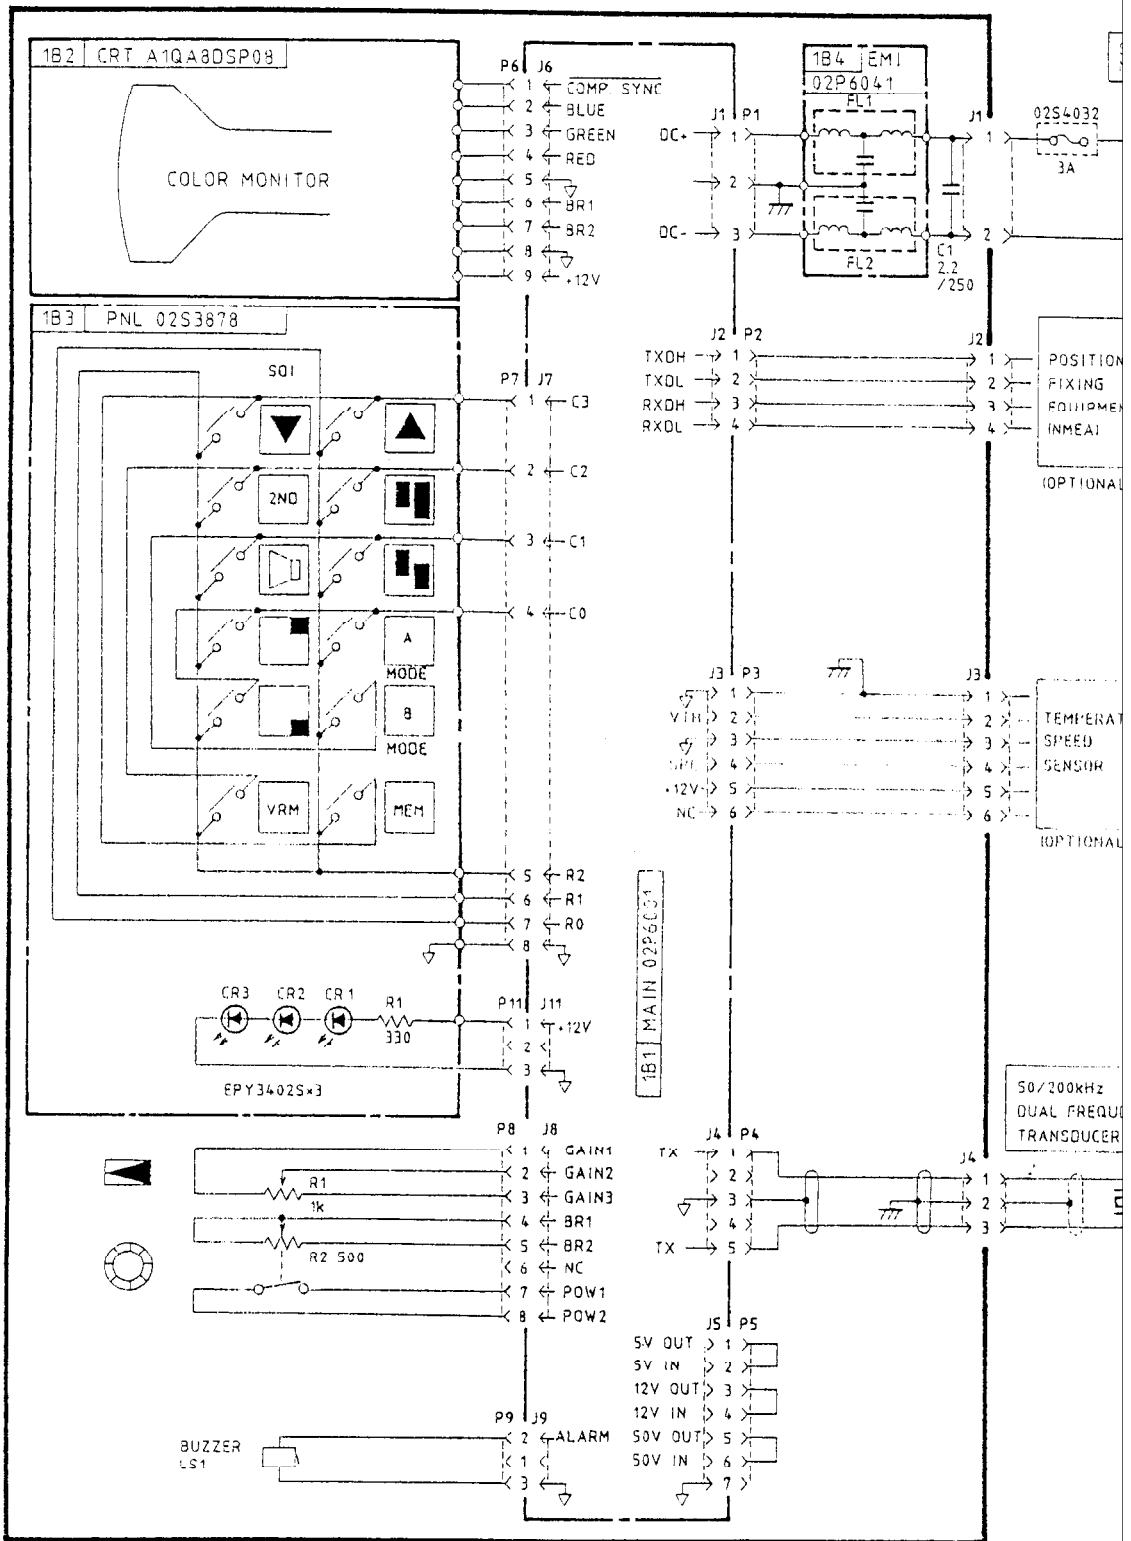 1B2 CRT A1QA8DSP08
COLOR MONITOR
P6 J6
1 COMP SYNC
2 BLUE
3 GREEN
4 RED
5
6 BR1
7 BR2
8
9 +12V
1B4 EMI
02P6041
FL1
FL2
J1 P1
DC+ 1
2
DC- 3
C1
2.2
/250
J1
1
2
02S4032
3A
1B3 PNL 02S3878
S01
2ND
A
MODE
B
MODE
VRM
MEM
P7 J7
1 C3
2 C2
3 C1
4 C0
5 R2
6 R1
7 R0
8
J2 P2
TXDH 1
TXDL 2
RXDH 3
RXDL 4
J2
1 POSITION
2 FIXING
3 EQUIPMEN
4 (NMEA)
(OPTIONAL
J3 P3
1
VTH 2
3
4
+12V 5
NC 6
J3
1
2 TEMPERAT
3 SPEED
4 SENSOR
5
6
(OPTIONAL
1B1 MAIN 02P6031
CR3 CR2 CR1 R1
330
EPY3402S×3
P11 J11
1 +12V
2
3
P8 J8
1 GAIN1
2 GAIN2
3 GAIN3
4 BR1
5 BR2
6 NC
7 POW1
8 POW2
R1
1k
R2 500
J4 P4
TX 1
2
3
4
TX 5
J4
1
2
3
50/200kHz
DUAL FREQU
TRANSDUCER
J5 P5
5V OUT 1
5V IN 2
12V OUT 3
12V IN 4
50V OUT 5
50V IN 6
7
P9 J9
2 ALARM
1
3
BUZZER
LS1